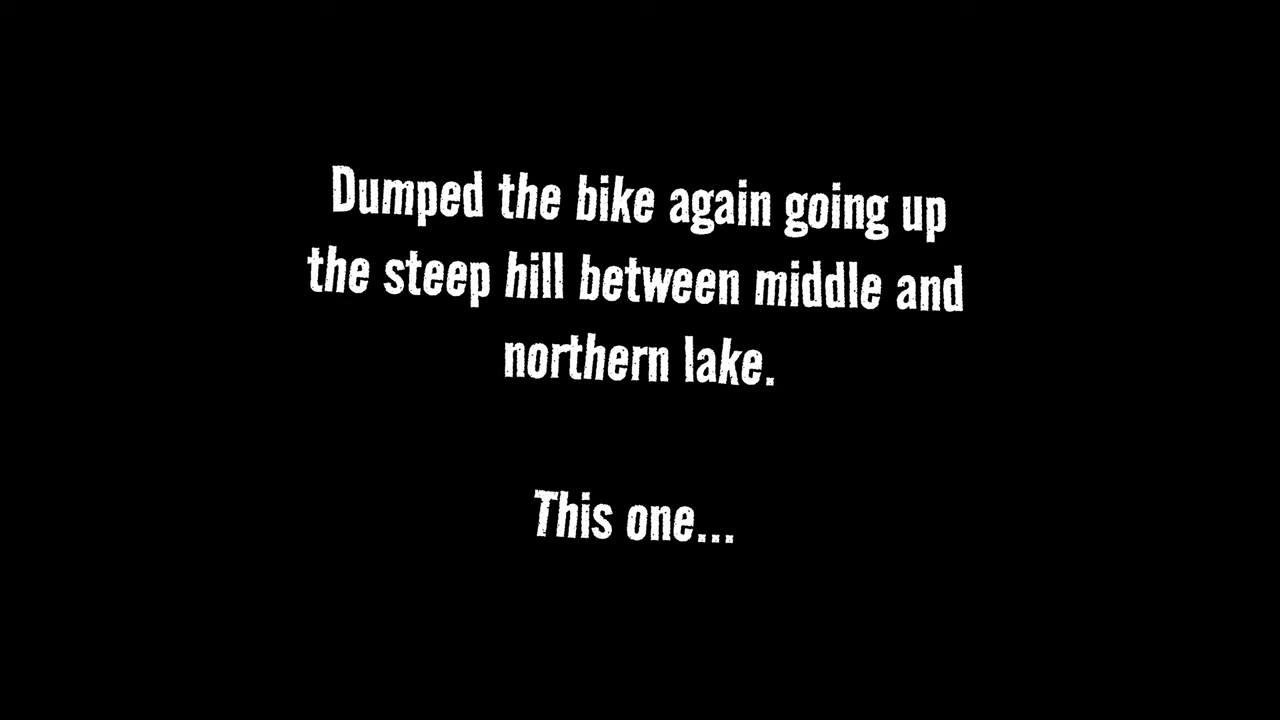 Dumped the bike again going up
the steep hill between middle and
northern lake.
This one...